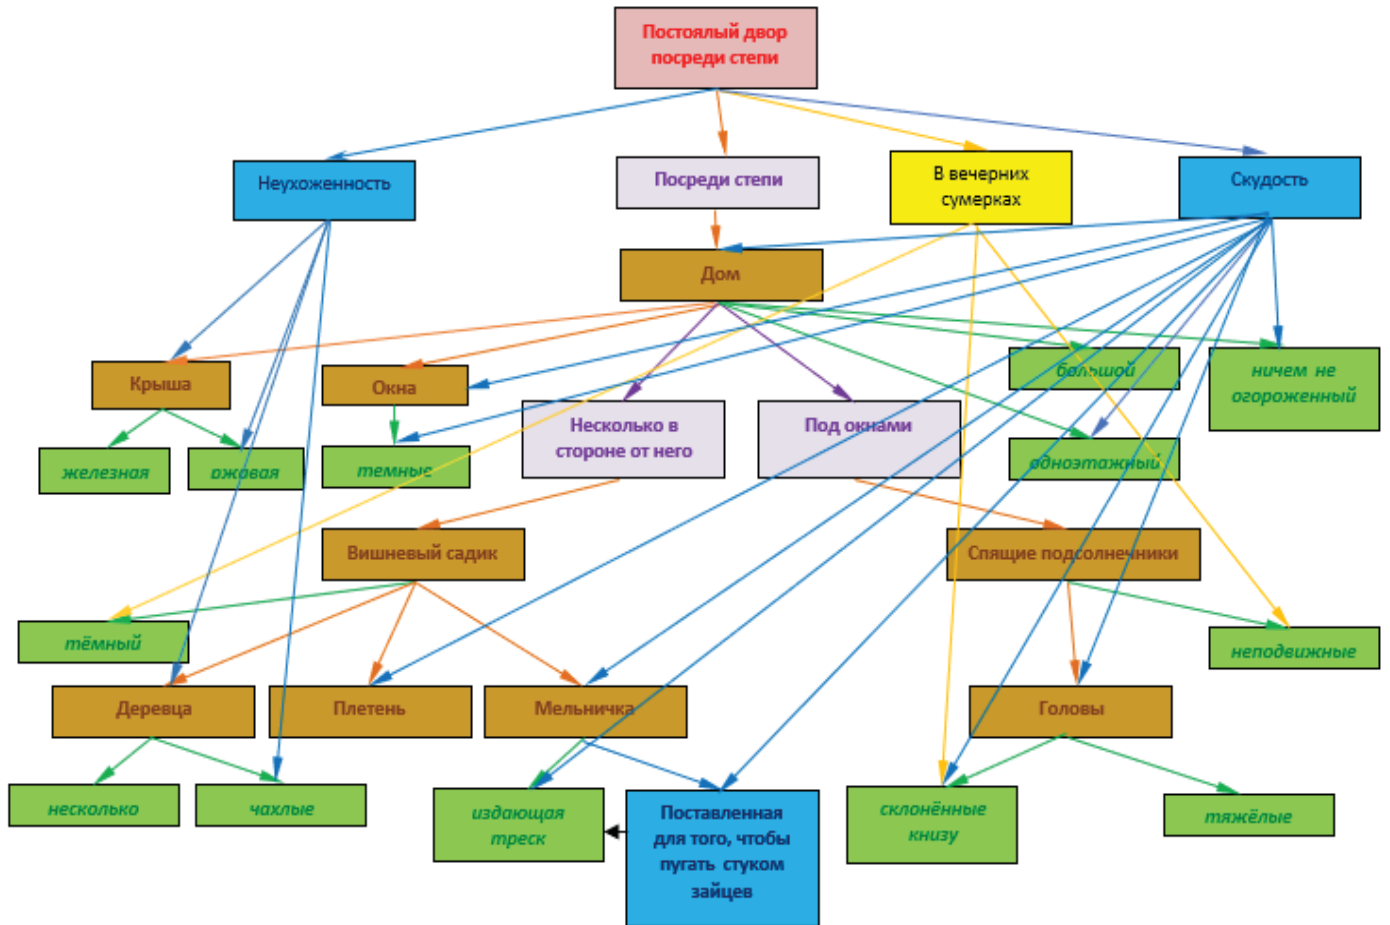 Постоялый двор
посреди степи
Неухоженность
Посреди степи
В вечерних
сумерках
Скудость
Дом
Крыша
Окна
большой
ничем не
огороженный
Несколько в
стороне от него
Под окнами
железная
ржавая
темные
одноэтажный
Вишневый садик
Спящие подсолнечники
тёмный
неподвижные
Деревца
Плетень
Мельничка
Головы
несколько
чахлые
издающая
треск
Поставленная
для того, чтобы
пугать стуком
зайцев
склонённые
книзу
тяжёлые